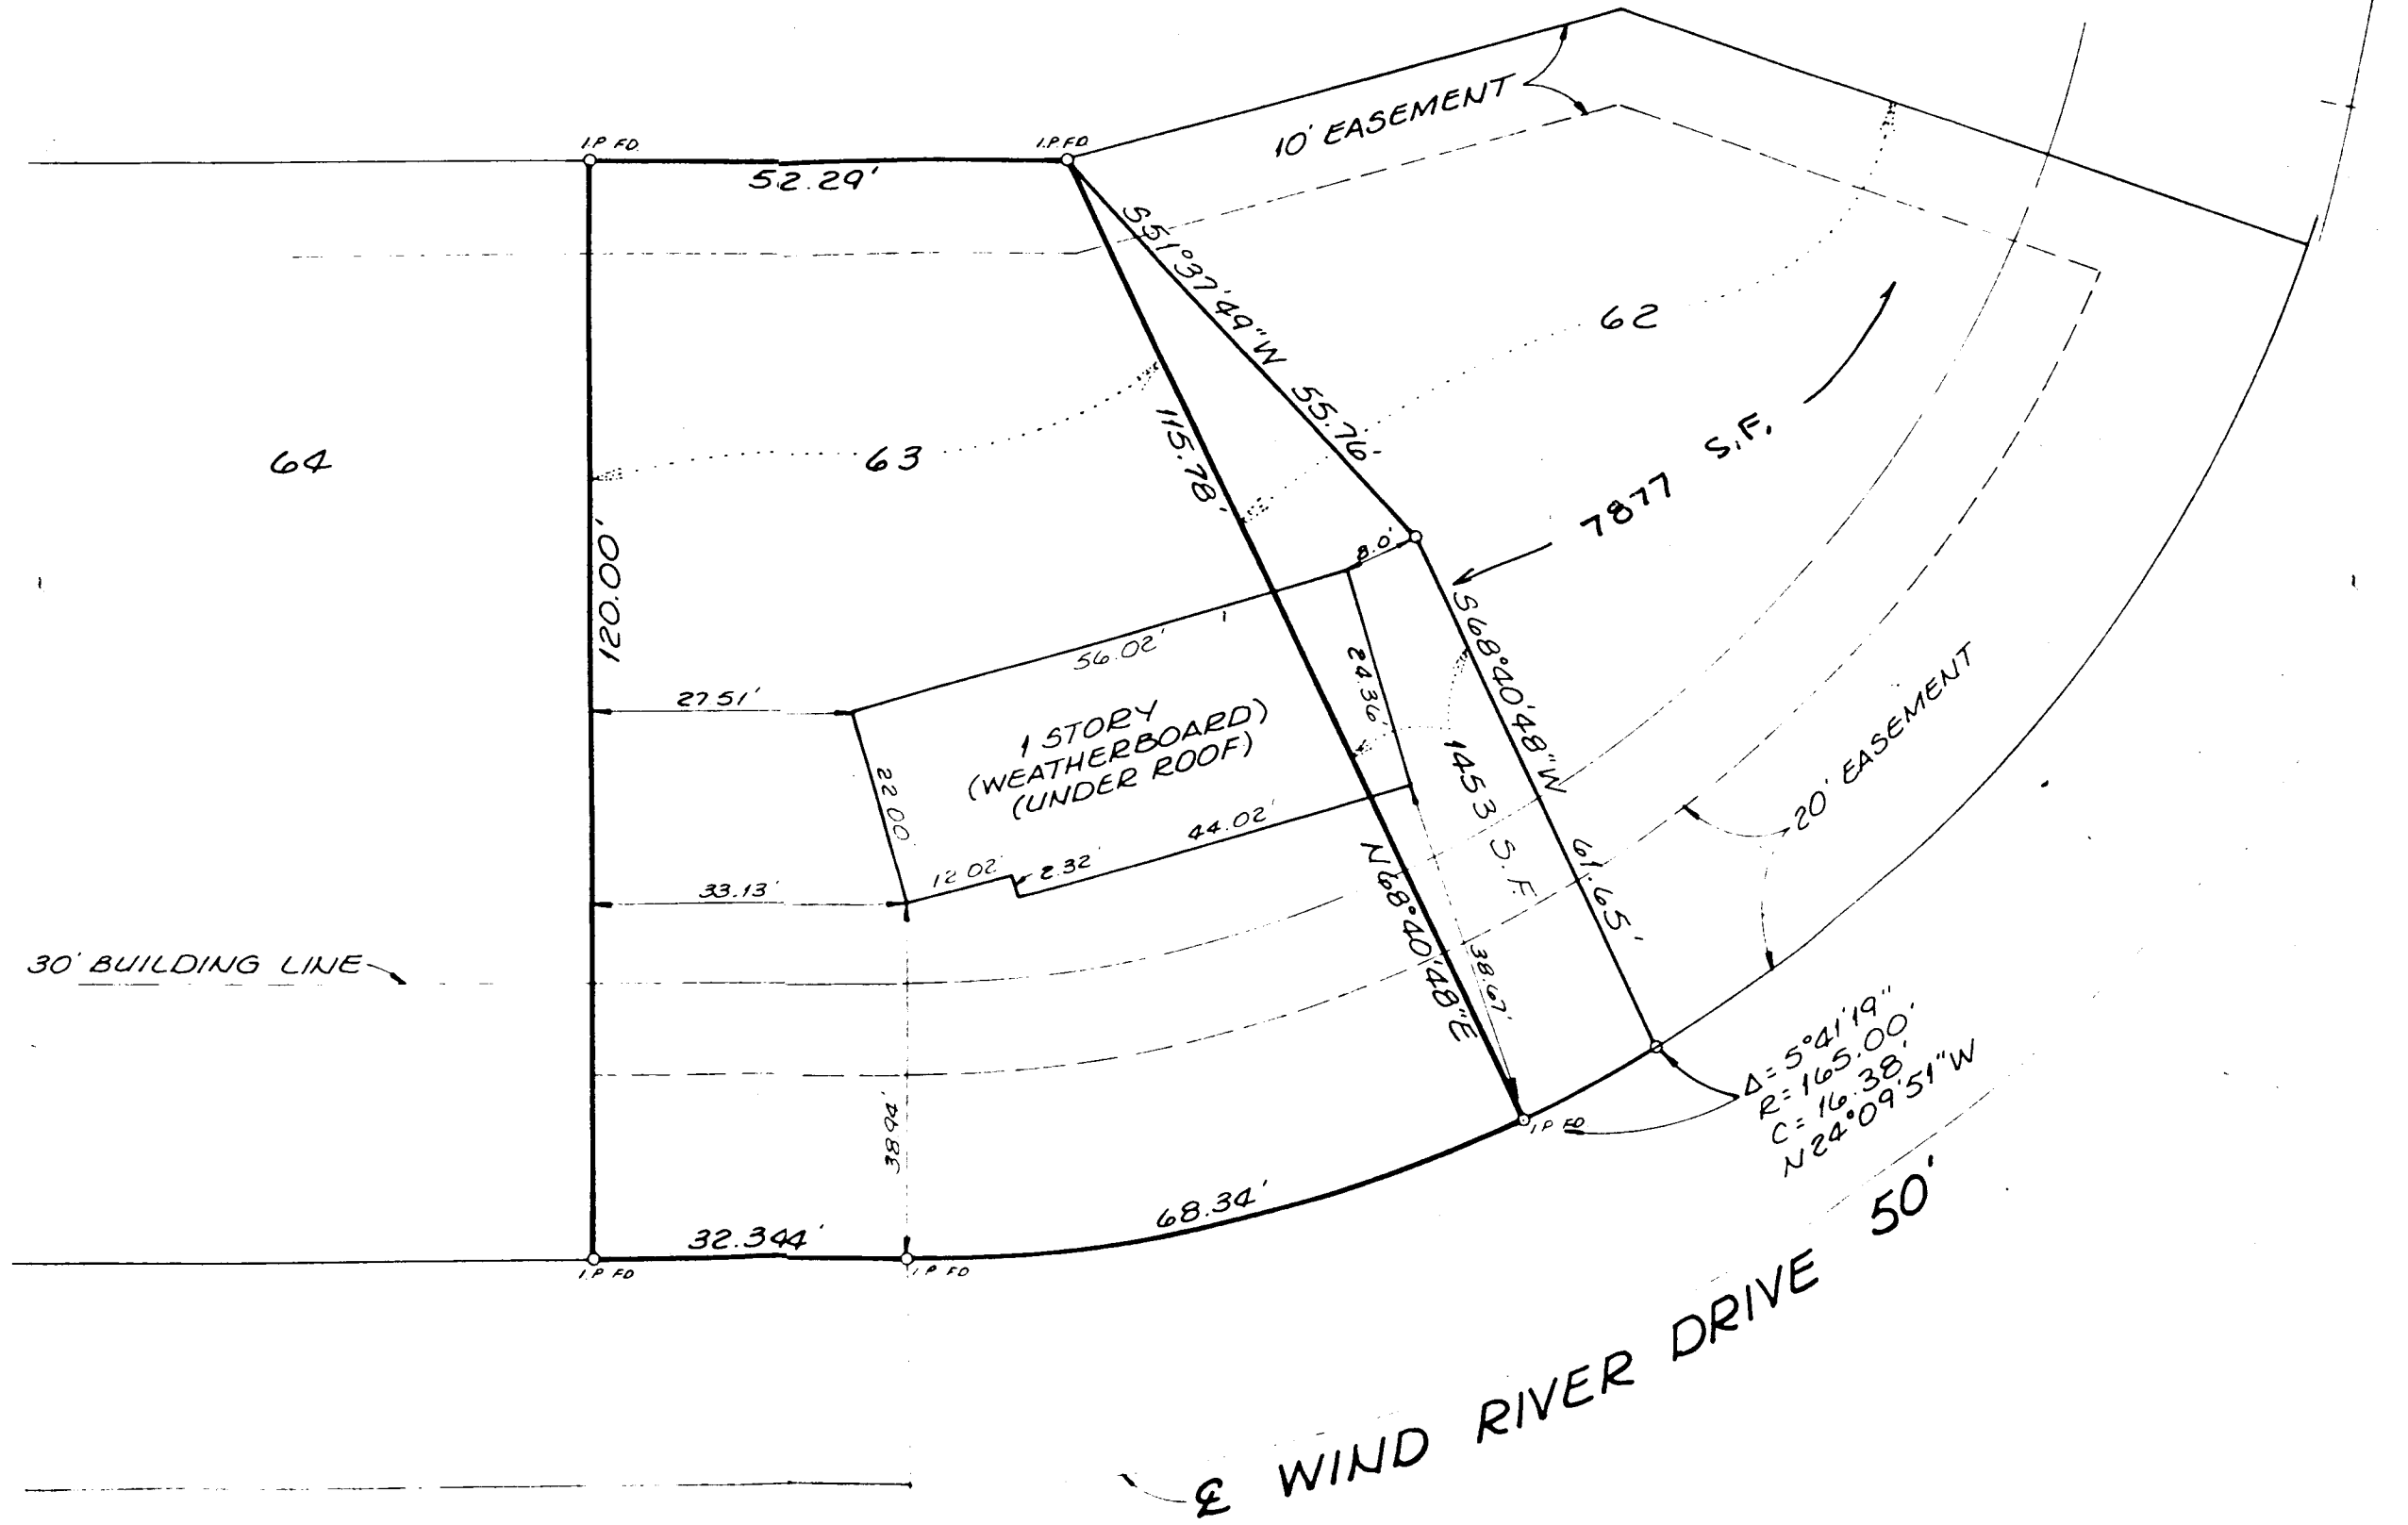 10' EASEMENT
I.P. FD.
I.P. FD.
52.29'
S51°37'49"W 55.76'
62
64
63
115.78'
7877 S.F.
120.00'
8.0'
S68°40'48"W 61.65'
56.02'
24.36'
27.51'
1 STORY
(WEATHERBOARD)
(UNDER ROOF)
1453 S.F.
22.00'
44.02'
20' EASEMENT
12.02'
2.32'
33.13'
N68°40'48"E
38.67'
30' BUILDING LINE
Δ=5°41'19"
R=165.00'
C=16.38'
N24°09'51"W
38.94'
I.P. FD
68.34'
32.344'
I.P. FD
I.P. FD
50'
℄ WIND RIVER DRIVE